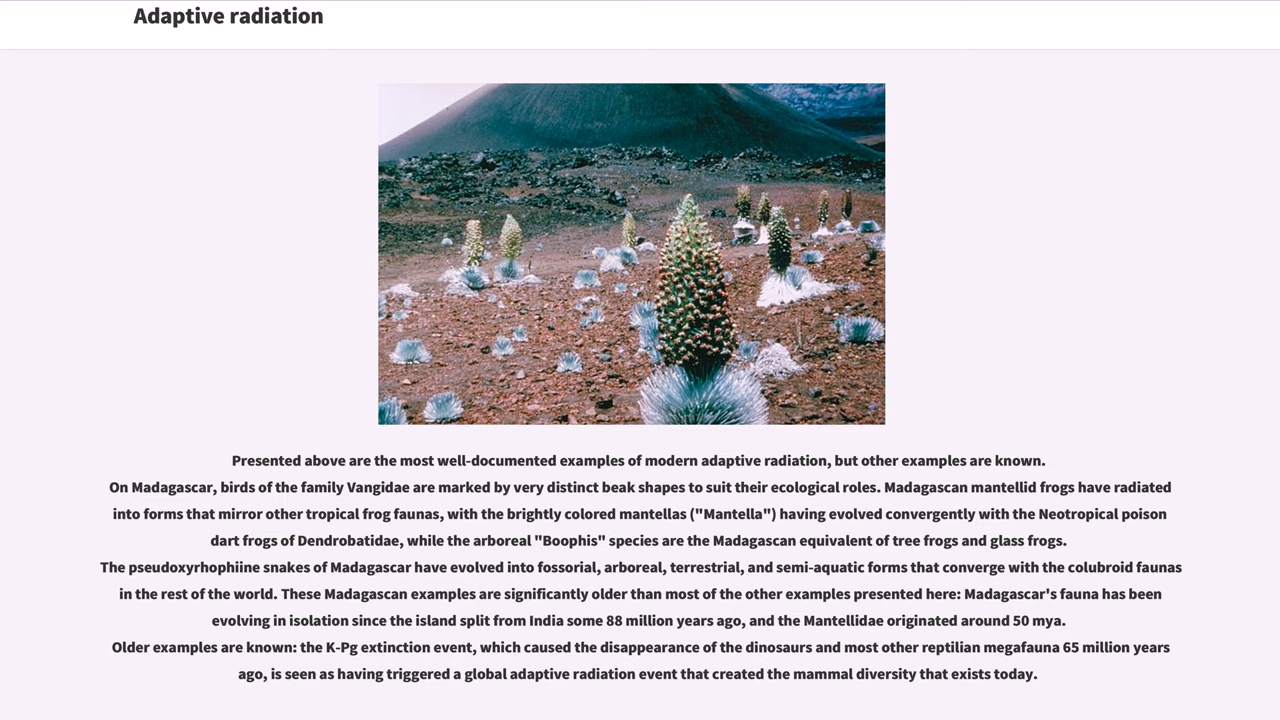 Adaptive radiation
Presented above are the most well-documented examples of modern adaptive radiation, but other examples are known.
On Madagascar, birds of the family Vangidae are marked by very distinct beak shapes to suit their ecological roles. Madagascan mantellid frogs have radiated
into forms that mirror other tropical frog faunas, with the brightly colored mantellas ("Mantella") having evolved convergently with the Neotropical poison
dart frogs of Dendrobatidae, while the arboreal "Boophis" species are the Madagascan equivalent of tree frogs and glass frogs.
The pseudoxyrhophiine snakes of Madagascar have evolved into fossorial, arboreal, terrestrial, and semi-aquatic forms that converge with the colubroid faunas
in the rest of the world. These Madagascan examples are significantly older than most of the other examples presented here: Madagascar's fauna has been
evolving in isolation since the island split from India some 88 million years ago, and the Mantellidae originated around 50 mya.
Older examples are known: the K-Pg extinction event, which caused the disappearance of the dinosaurs and most other reptilian megafauna 65 million years
ago, is seen as having triggered a global adaptive radiation event that created the mammal diversity that exists today.